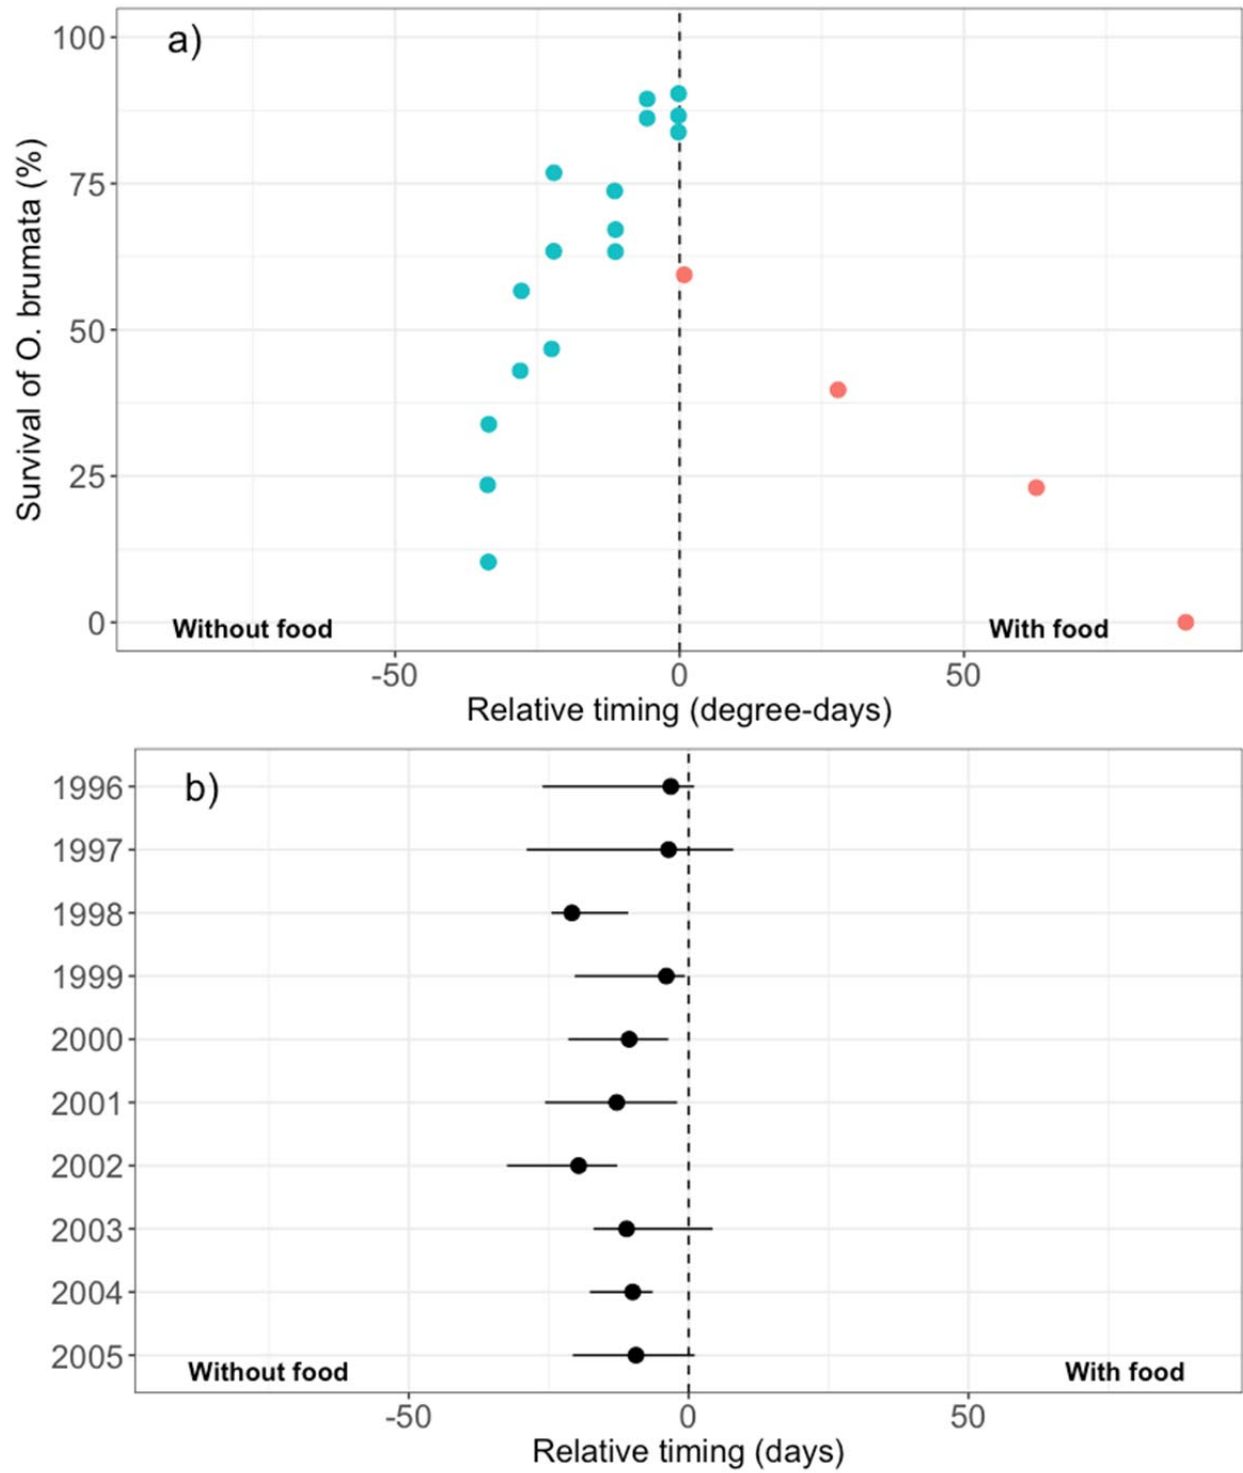 a)
Survival of O. brumata (%)
100
75
50
25
0
Without food
With food
-50
0
50
Relative timing (degree-days)
b)
1996
1997
1998
1999
2000
2001
2002
2003
2004
2005
Without food
With food
-50
0
50
Relative timing (days)